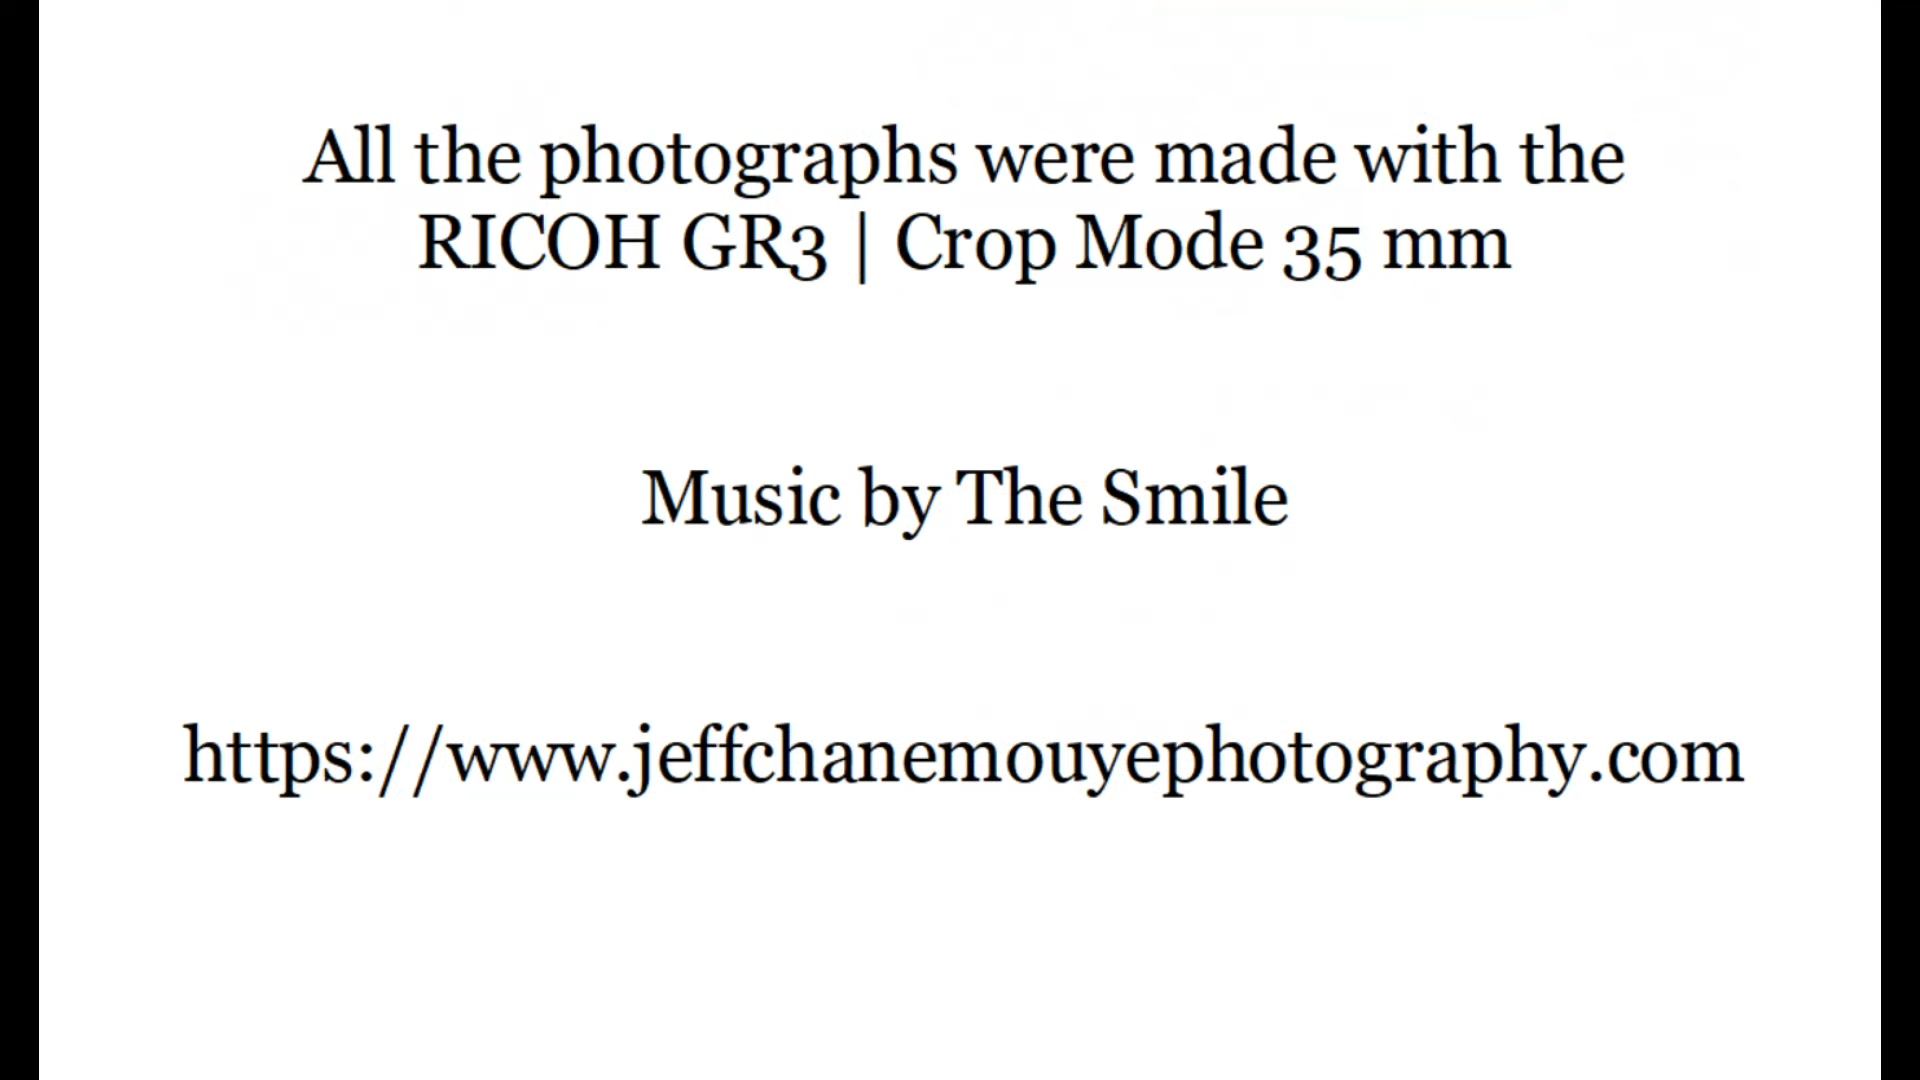 All the photographs were made with the
RICOH GR3 | Crop Mode 35 mm
Music by The Smile
https://www.jeffchanemouyephotography.com